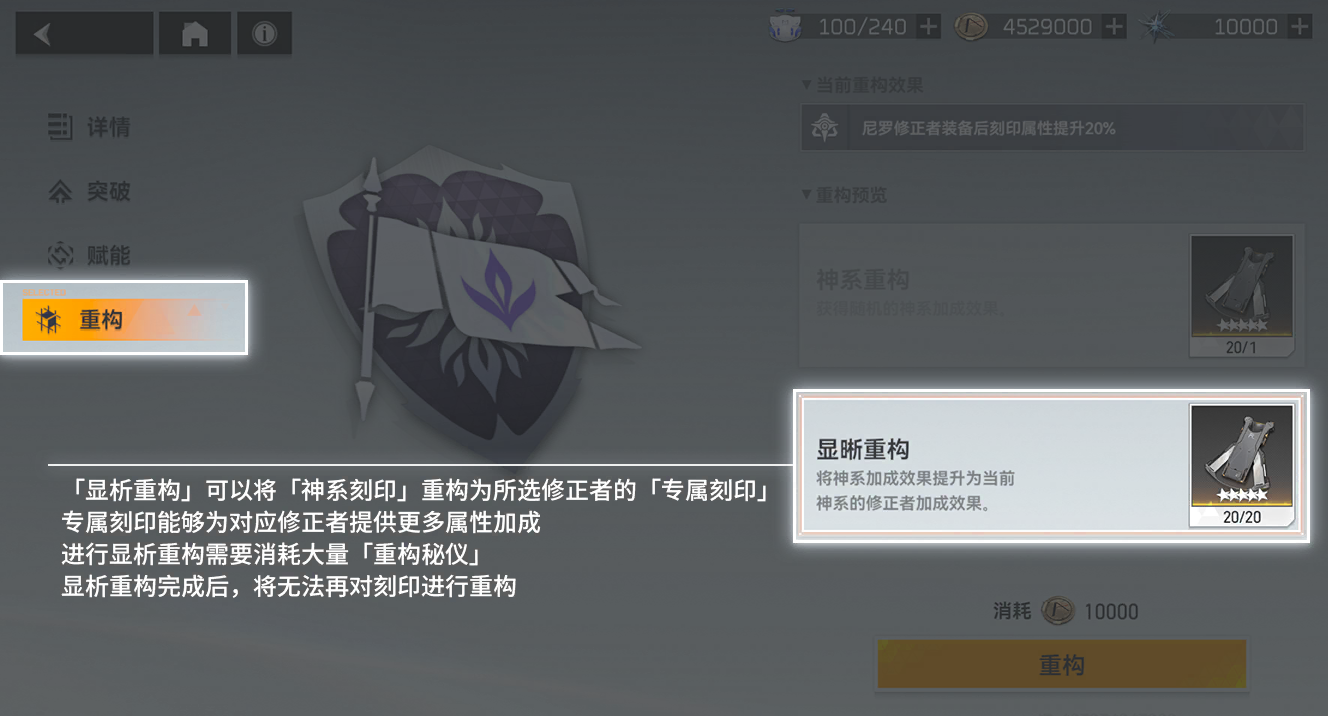 100/240
4529000
10000
详情
突破
赋能
重构
▼当前重构效果
尼罗修正者装备后刻印属性提升20%
▼重构预览
神系重构
获得随机的神系加成效果。
20/1
显晰重构
将神系加成效果提升为当前
神系的修正者加成效果。
20/20
「显析重构」可以将「神系刻印」重构为所选修正者的「专属刻印」
专属刻印能够为对应修正者提供更多属性加成
进行显析重构需要消耗大量「重构秘仪」
显析重构完成后，将无法再对刻印进行重构
消耗 10000
重构